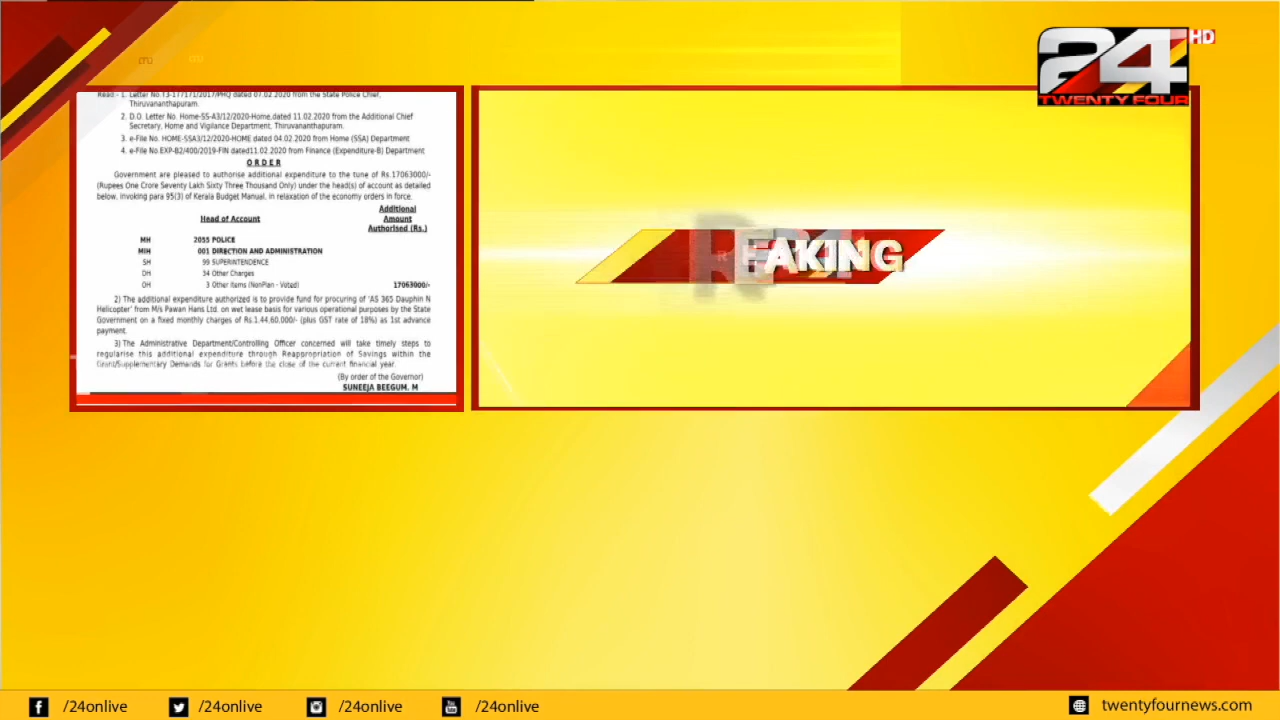 24
HD
TWENTY FOUR
Read:- 1. Letter No.T3-177171/2017/PHQ dated 07.02.2020 from the State Police Chief,
Thiruvananthapuram.
2. D.O. Letter No. Home-SS-A3/12/2020-Home,dated 11.02.2020 from the Additional Chief
Secretary, Home and Vigilance Department, Thiruvananthapuram.
3. e-File No. HOME-SSA3/12/2020-HOME dated 04.02.2020 from Home (SSA) Department
4. e-File No.EXP-B2/400/2019-FIN dated11.02.2020 from Finance (Expenditure-B) Department
ORDER
Government are pleased to authorise additional expenditure to the tune of Rs.17063000/-
(Rupees One Crore Seventy Lakh Sixty Three Thousand Only) under the head(s) of account as detailed
below, invoking para 95(3) of Kerala Budget Manual, in relaxation of the economy orders in force.
Head of Account Additional
Amount
Authorised (Rs.)
MH 2055 POLICE
MIH 001 DIRECTION AND ADMINISTRATION
SH 99 SUPERINTENDENCE
DH 34 Other Charges
OH 3 Other items (NonPlan - Voted) 17063000/-
2) The additional expenditure authorized is to provide fund for procuring of 'AS 365 Dauphin N
Helicopter' from M/s Pawan Hans Ltd. on wet lease basis for various operational purposes by the State
Government on a fixed monthly charges of Rs.1,44,60,000/- (plus GST rate of 18%) as 1st advance
payment.
3) The Administrative Department/Controlling Officer concerned will take timely steps to
regularise this additional expenditure through Reappropriation of Savings within the
Grant/Supplementary Demands for Grants before the close of the current financial year.
(By order of the Governor)
SUNEEJA BEEGUM. M
REAKING
/24onlive
/24onlive
/24onlive
/24onlive
twentyfournews.com